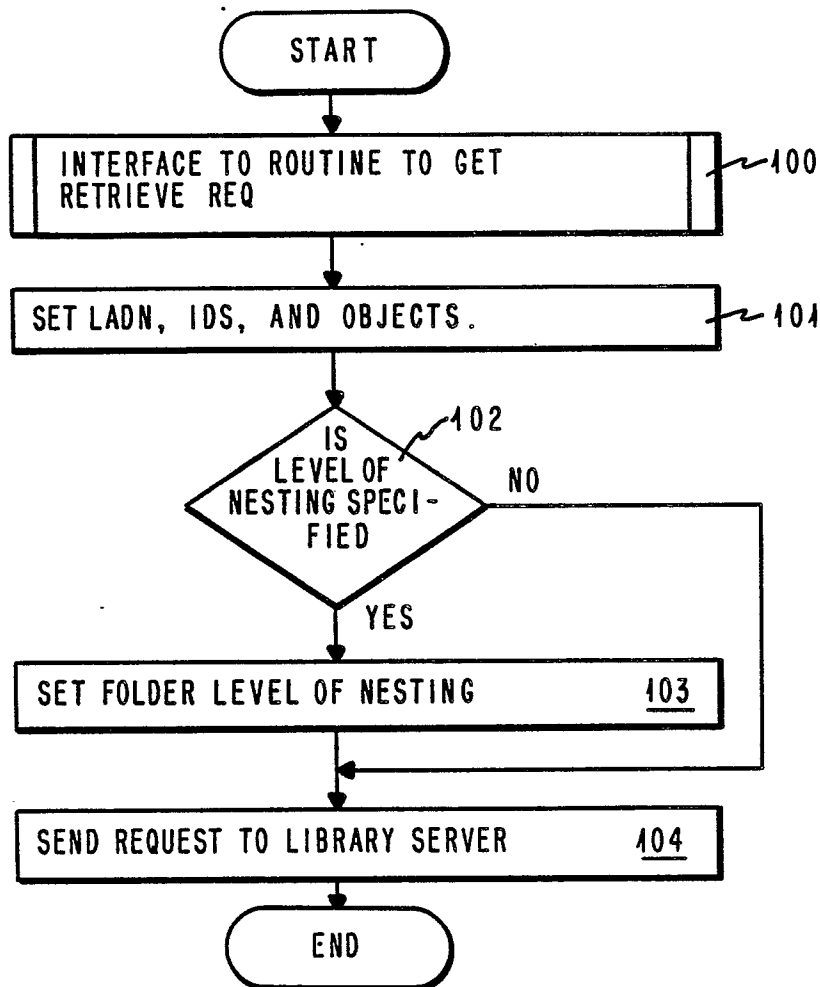 START
INTERFACE TO ROUTINE TO GET
RETRIEVE REQ
100
SET LADN, IDS, AND OBJECTS.
101
102
IS
LEVEL OF
NESTING SPECI-
FIED
NO
YES
SET FOLDER LEVEL OF NESTING 103
SEND REQUEST TO LIBRARY SERVER 104
END